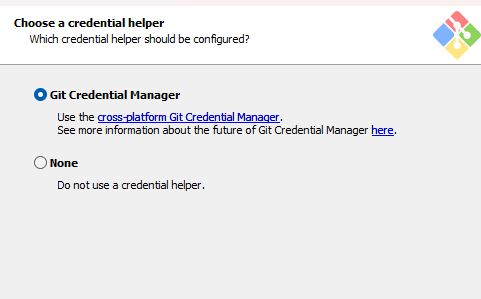 Choose a credential helper
Which credential helper should be configured?
Git Credential Manager
Use the cross-platform Git Credential Manager.
See more information about the future of Git Credential Manager here.
None
Do not use a credential helper.